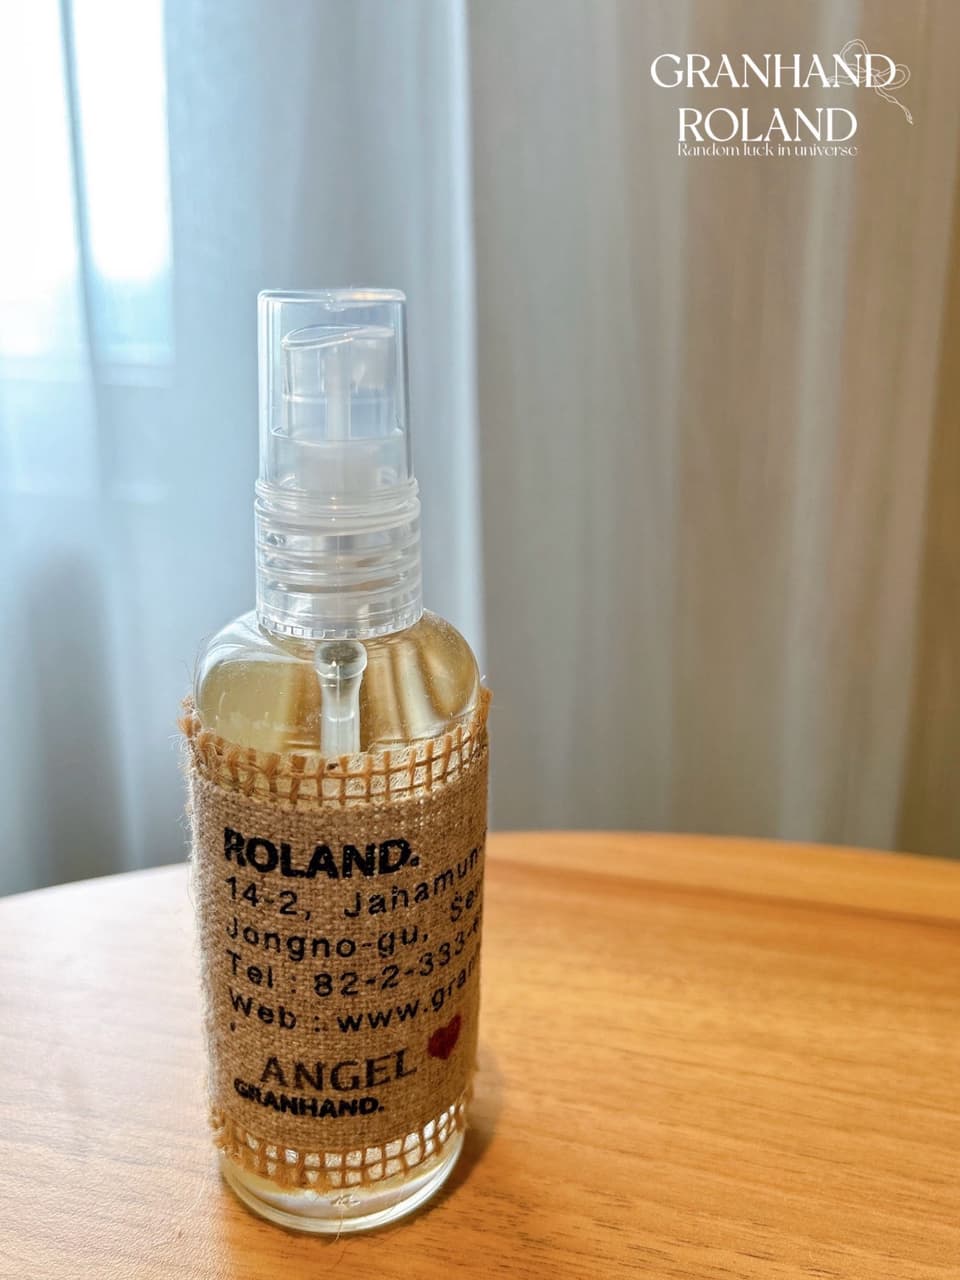 GRANHAND
ROLAND
Random luck in universe
ROLAND.
14-2, Jahamun-
Jongno-gu,
Tel : 82-2-333-
Web : www.gran
ANGEL
GRANHAND.